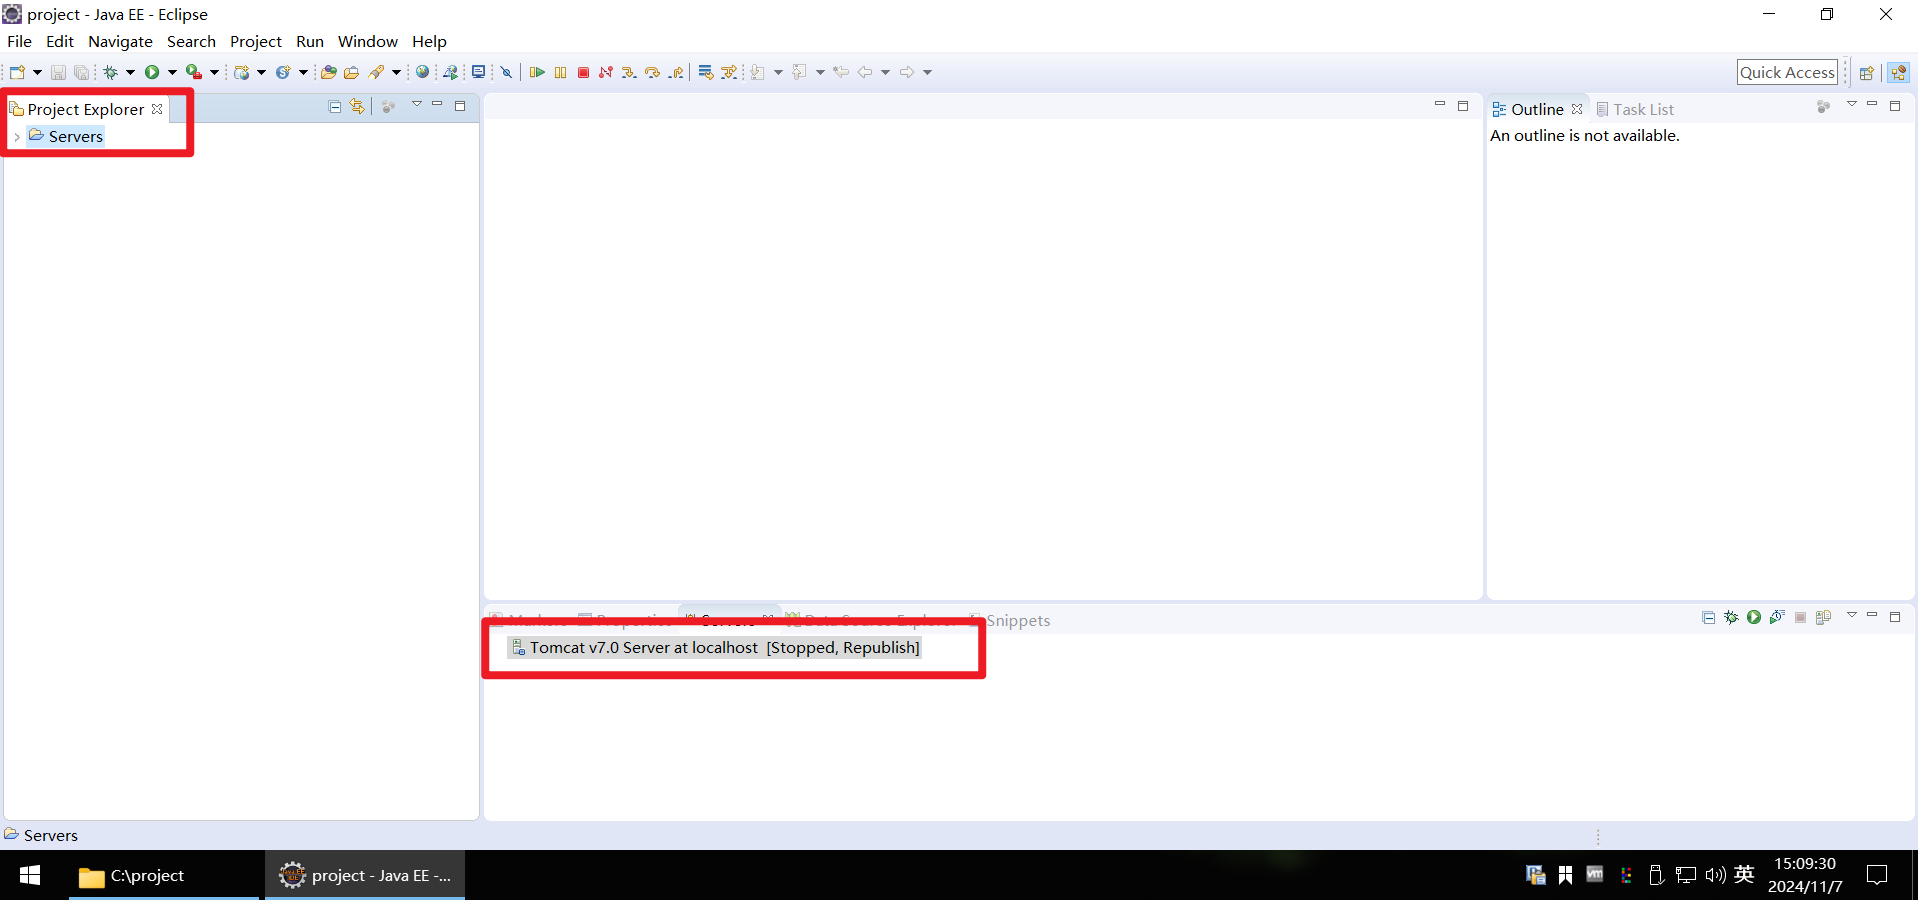 project - Java EE - Eclipse
File Edit Navigate Search Project Run Window Help
Quick Access
Project Explorer
Servers
Outline Task List
An outline is not available.
Servers Snippets
Tomcat v7.0 Server at localhost [Stopped, Republish]
Servers
C:\project
project - Java EE -...
英
15:09:30
2024/11/7